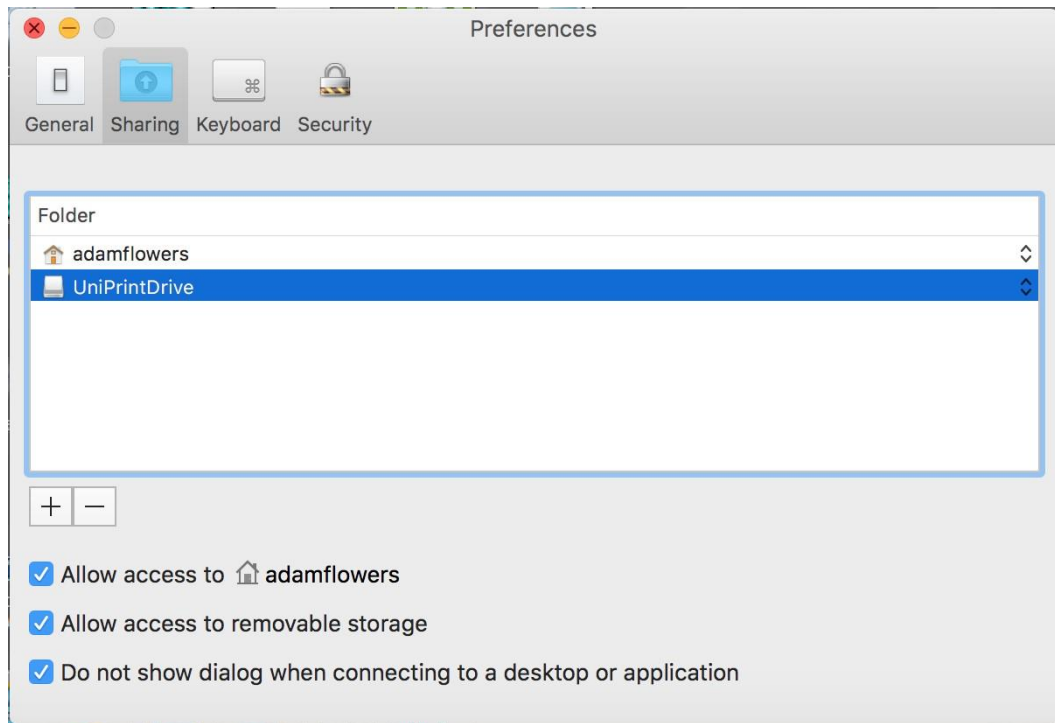 Preferences
General Sharing Keyboard Security
Folder
adamflowers
UniPrintDrive
+ −
Allow access to adamflowers
Allow access to removable storage
Do not show dialog when connecting to a desktop or application